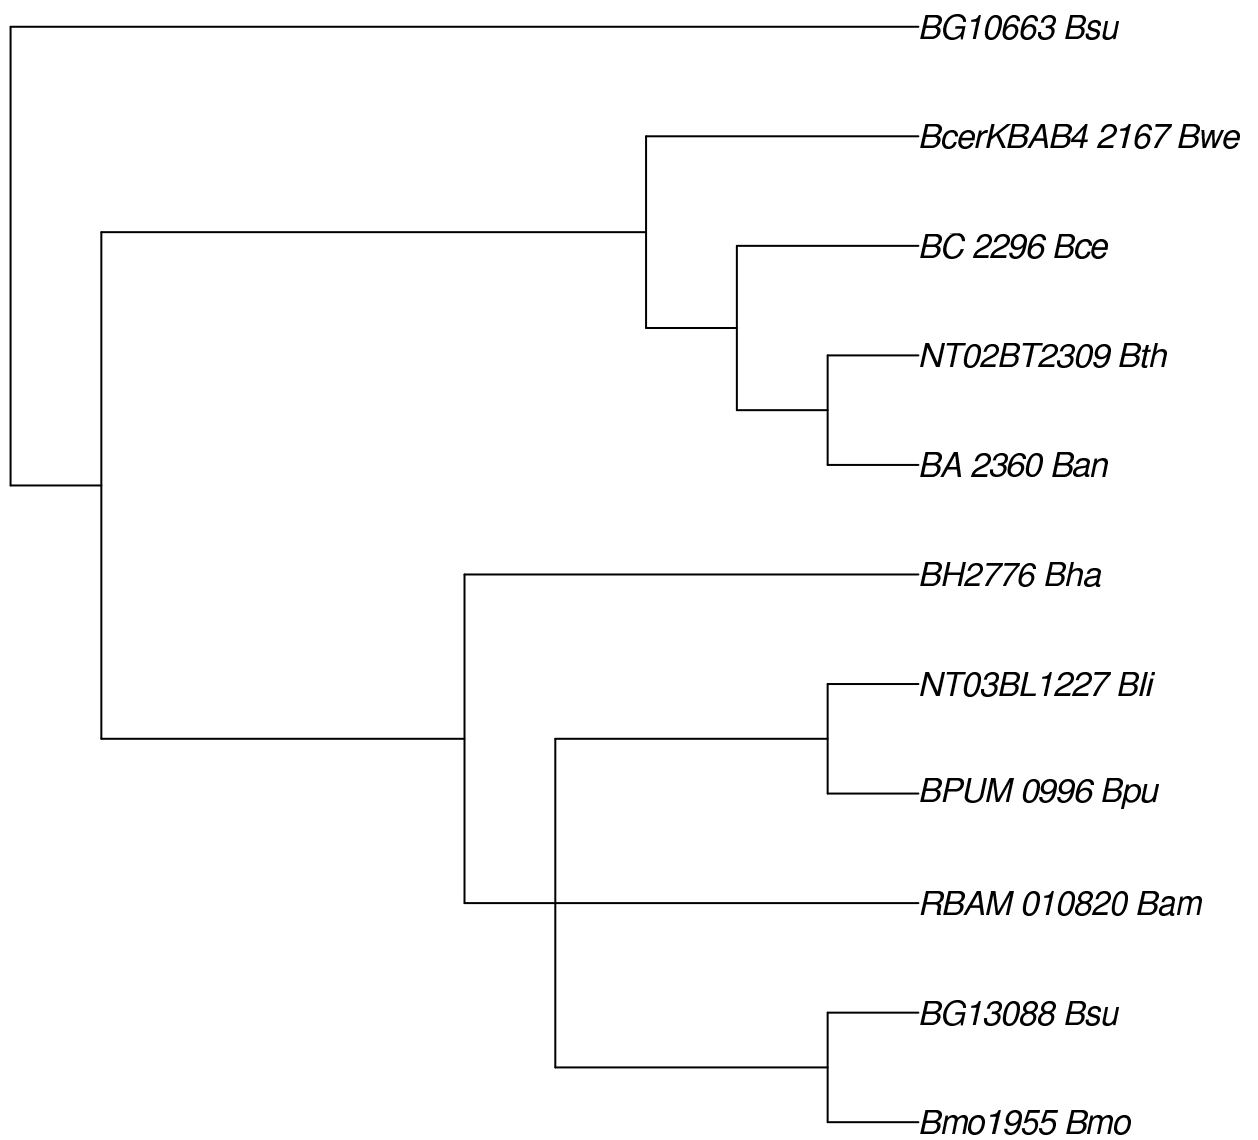 BG10663 Bsu
BcerKBAB4 2167 Bwe
BC 2296 Bce
NT02BT2309 Bth
BA 2360 Ban
BH2776 Bha
NT03BL1227 Bli
BPUM 0996 Bpu
RBAM 010820 Bam
BG13088 Bsu
Bmo1955 Bmo